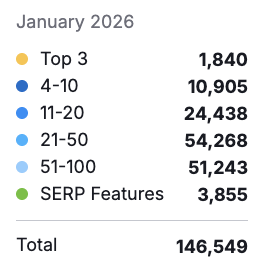 January 2026
Top 3 1,840
4-10 10,905
11-20 24,438
21-50 54,268
51-100 51,243
SERP Features 3,855
Total 146,549